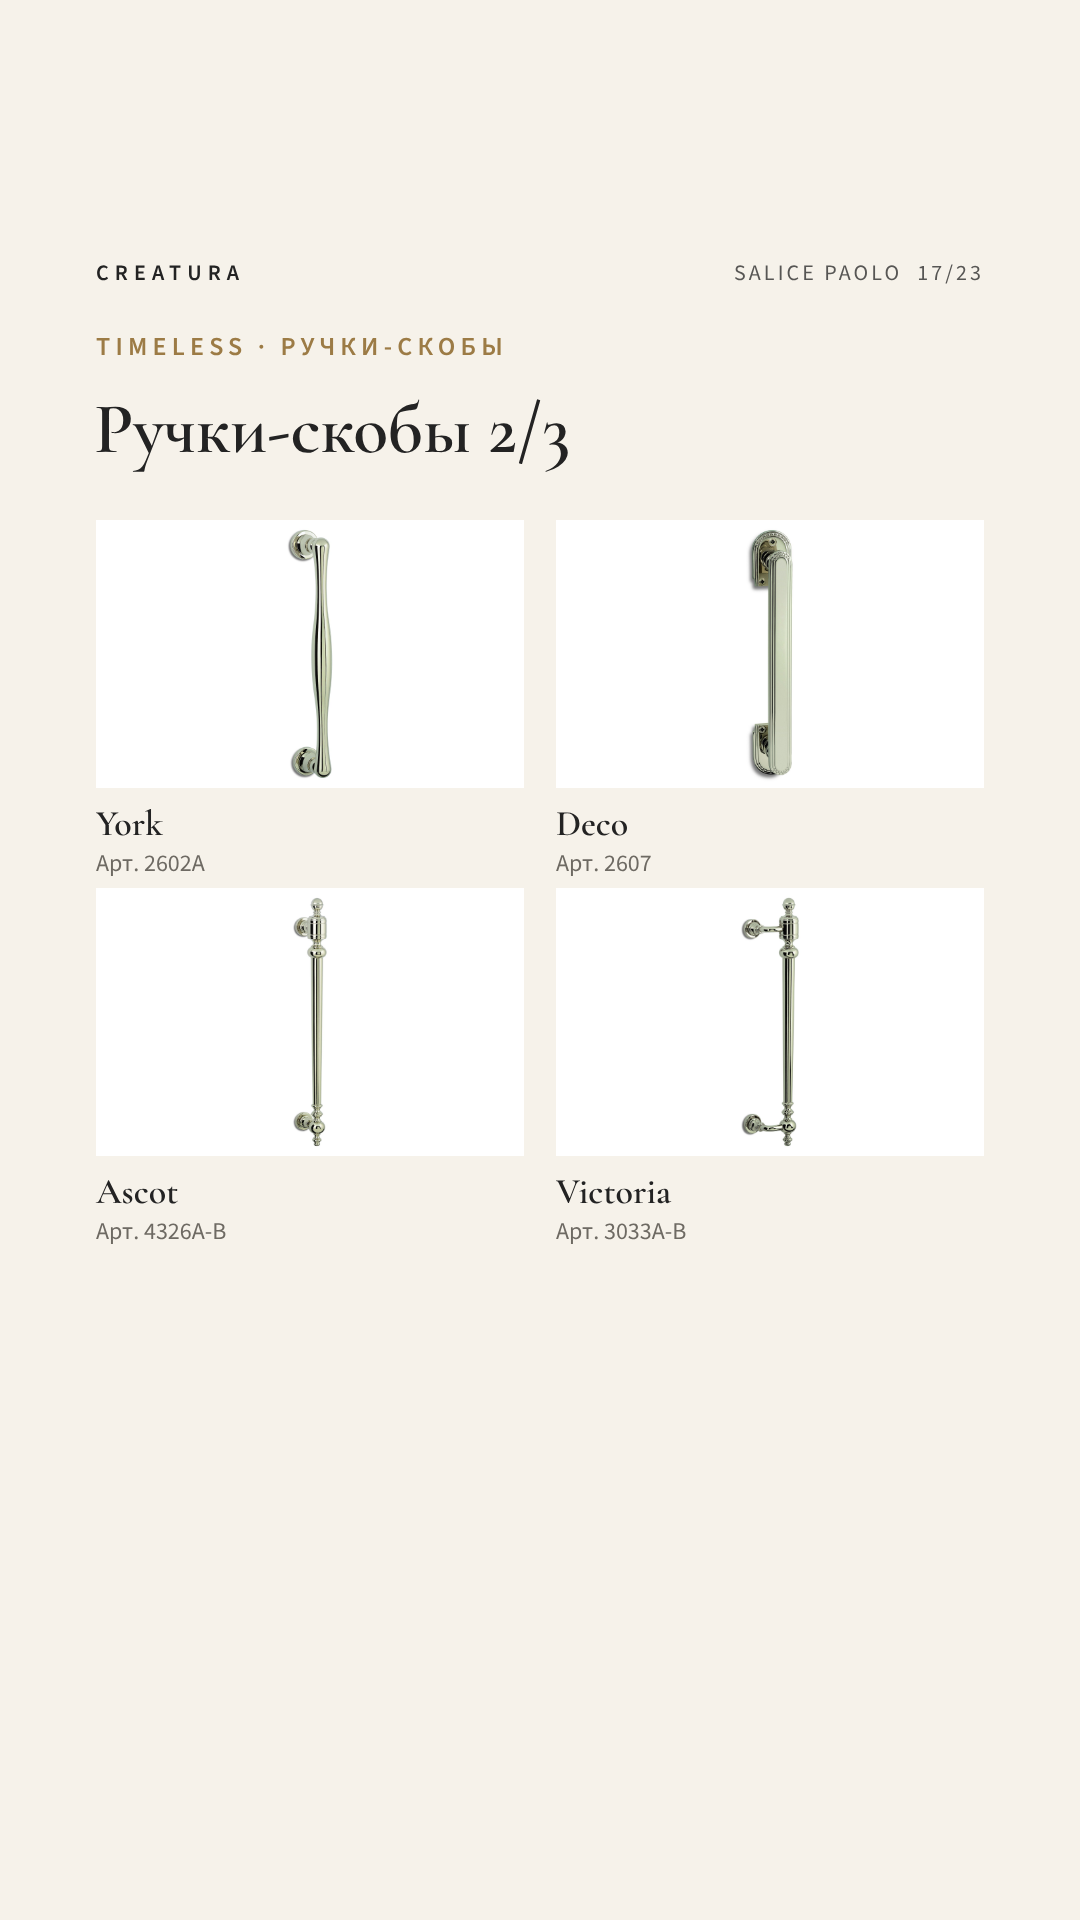 CREATURA
SALICE PAOLO 17/23
TIMELESS · РУЧКИ-СКОБЫ
Ручки-скобы 2/3
York
Арт. 2602A
Deco
Арт. 2607
Ascot
Арт. 4326A-B
Victoria
Арт. 3033A-B